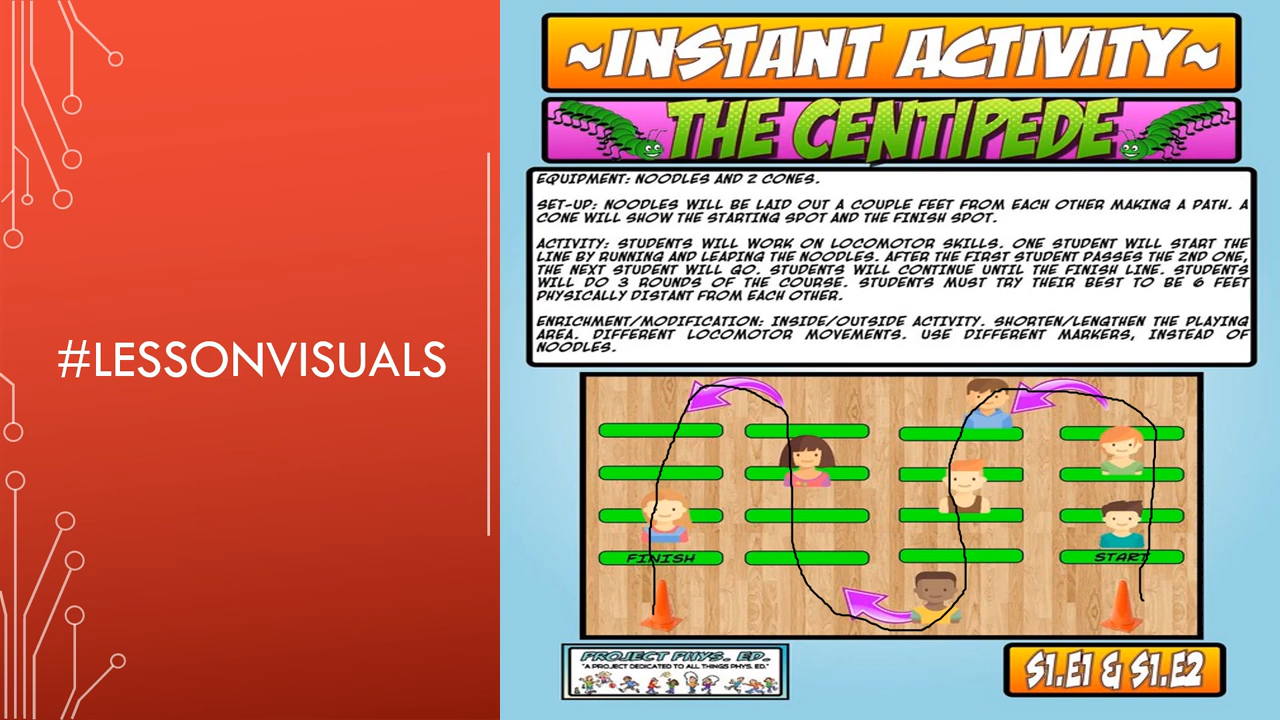 #LESSONVISUALS
~INSTANT ACTIVITY~
THE CENTIPEDE
EQUIPMENT: NOODLES AND 2 CONES.
SET-UP: NOODLES WILL BE LAID OUT A COUPLE FEET FROM EACH OTHER MAKING A PATH. A
CONE WILL SHOW THE STARTING SPOT AND THE FINISH SPOT.
ACTIVITY: STUDENTS WILL WORK ON LOCOMOTOR SKILLS. ONE STUDENT WILL START THE
LINE BY RUNNING AND LEAPING THE NOODLES. AFTER THE FIRST STUDENT PASSES THE 2ND ONE,
THE NEXT STUDENT WILL GO. STUDENTS WILL CONTINUE UNTIL THE FINISH LINE. STUDENTS
WILL DO 3 ROUNDS OF THE COURSE. STUDENTS MUST TRY THEIR BEST TO BE 6 FEET
PHYSICALLY DISTANT FROM EACH OTHER.
ENRICHMENT/MODIFICATION: INSIDE/OUTSIDE ACTIVITY. SHORTEN/LENGTHEN THE PLAYING
AREA. DIFFERENT LOCOMOTOR MOVEMENTS. USE DIFFERENT MARKERS, INSTEAD OF
NOODLES.
FINISH
START
PROJECT PHYS. ED.
"A PROJECT DEDICATED TO ALL THINGS PHYS. ED."
S1.E1 & S1.E2